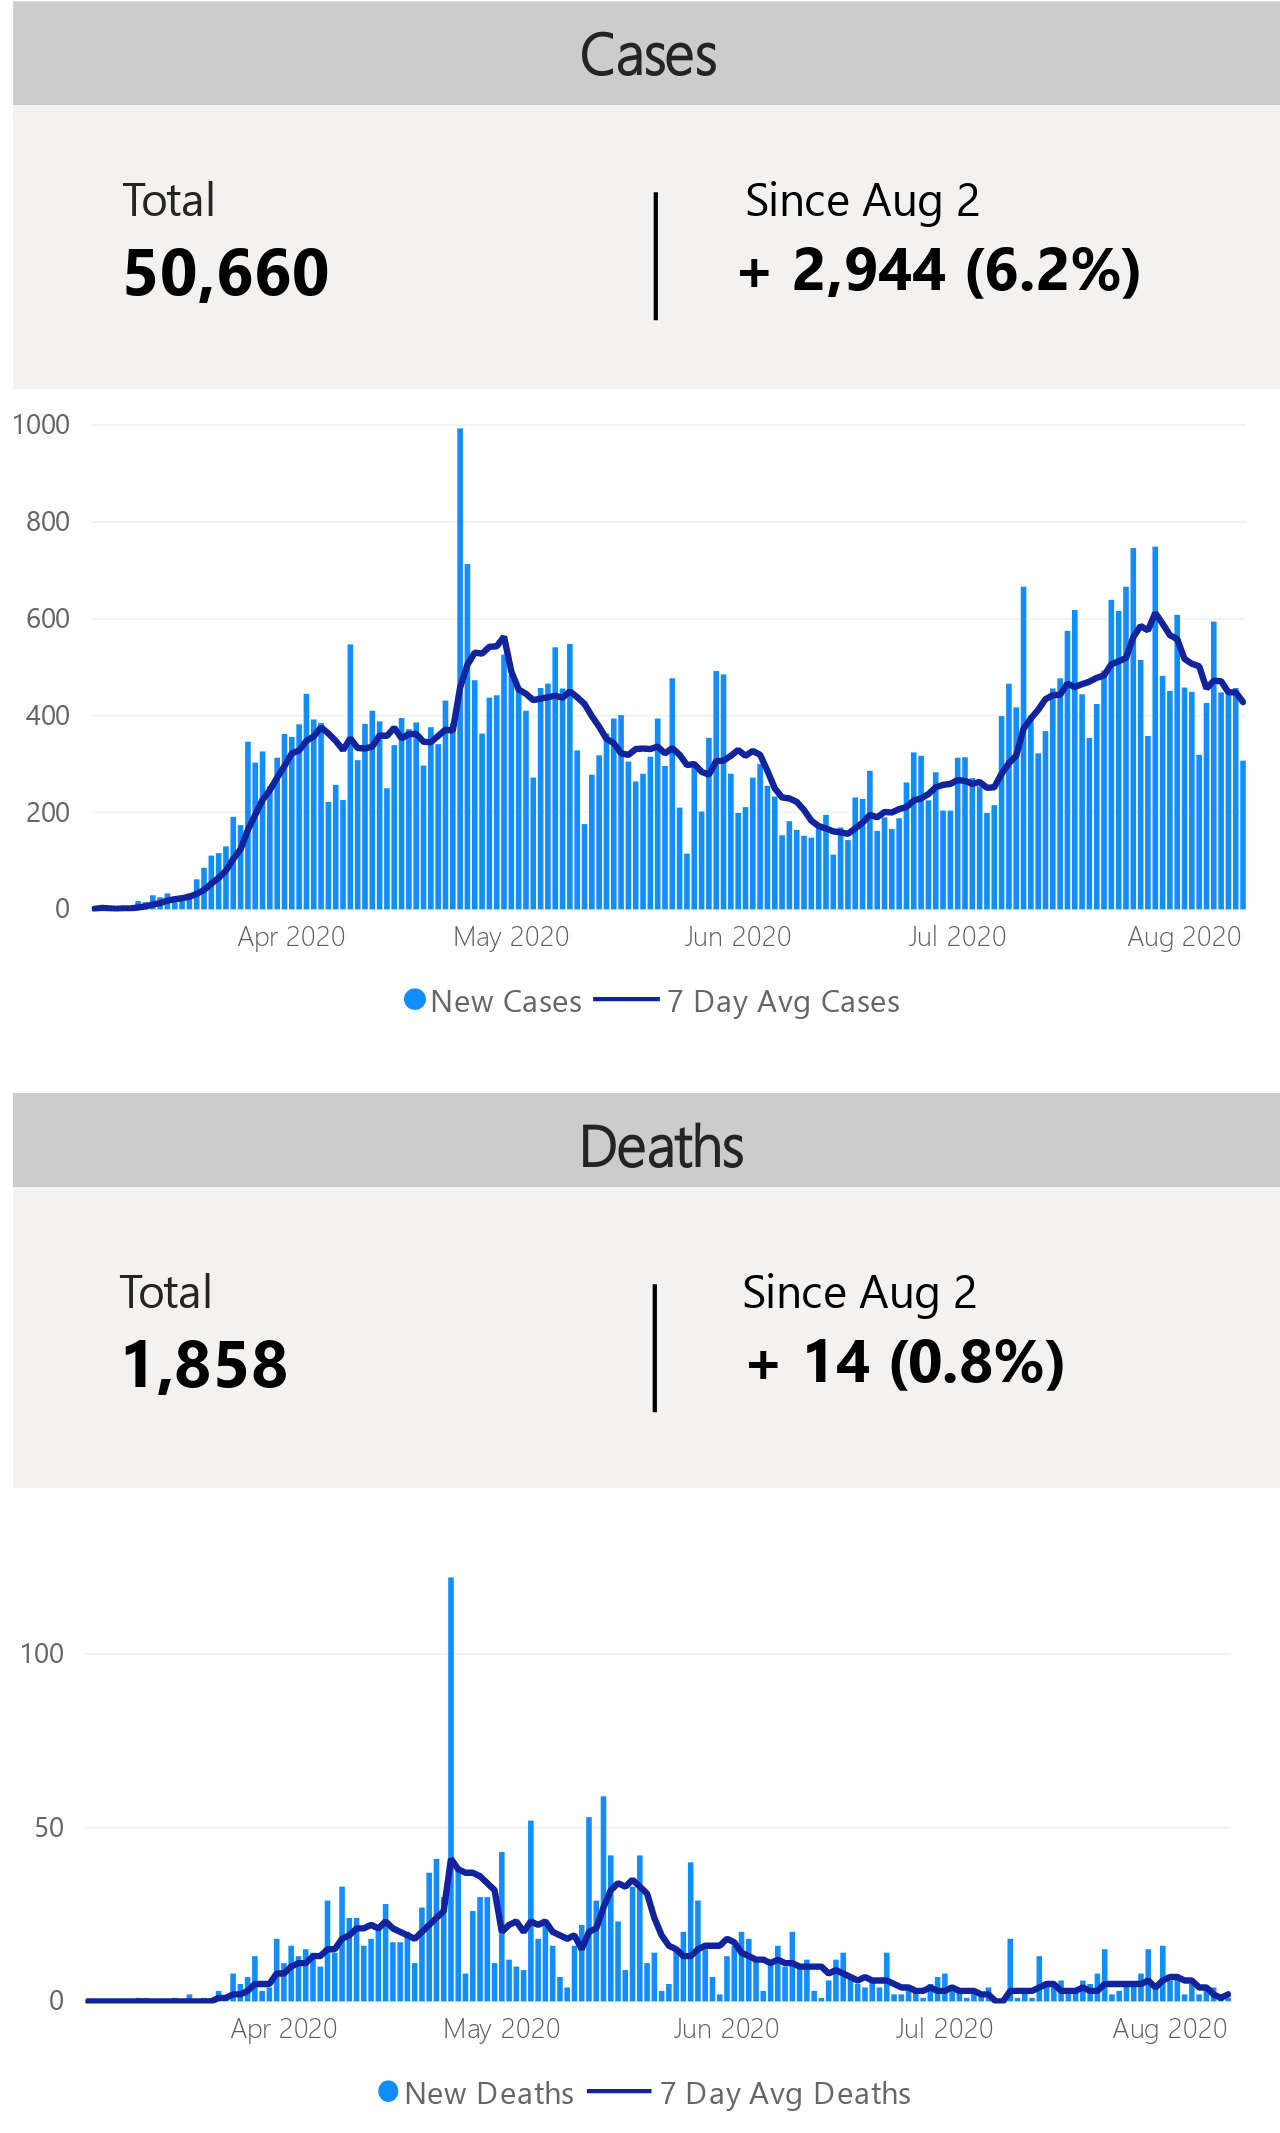 Cases
Total
Since Aug 2
50,660
+ 2,944 (6.2%)
1000
800
600
400
200
0
Apr 2020
May 2020
Jun 2020
Jul 2020
Aug 2020
New Cases
7 Day Avg Cases
Deaths
Total
Since Aug 2
1,858
+ 14 (0.8%)
100
50
0
Apr 2020
May 2020
Jun 2020
Jul 2020
Aug 2020
New Deaths
7 Day Avg Deaths